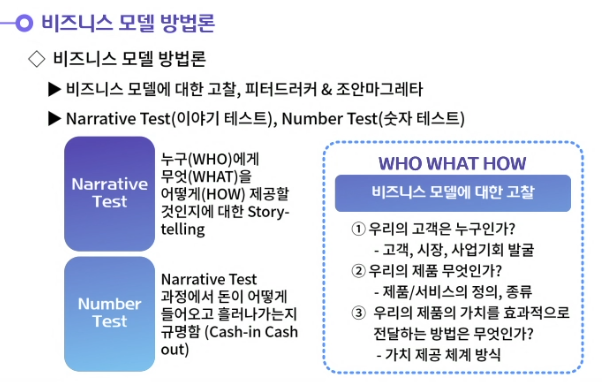 비즈니스 모델 방법론
◇ 비즈니스 모델 방법론
▶ 비즈니스 모델에 대한 고찰, 피터드러커 & 조안마그레타
▶ Narrative Test(이야기 테스트), Number Test(숫자 테스트)
Narrative
Test
누구(WHO)에게
무엇(WHAT)을
어떻게(HOW) 제공할
것인지에 대한 Story-
telling
Number
Test
Narrative Test
과정에서 돈이 어떻게
들어오고 흘러나가는지
규명함 (Cash-in Cash
out)
WHO WHAT HOW
비즈니스 모델에 대한 고찰
① 우리의 고객은 누구인가?
- 고객, 시장, 사업기회 발굴
② 우리의 제품 무엇인가?
- 제품/서비스의 정의, 종류
③ 우리의 제품의 가치를 효과적으로
전달하는 방법은 무엇인가?
- 가치 제공 체계 방식